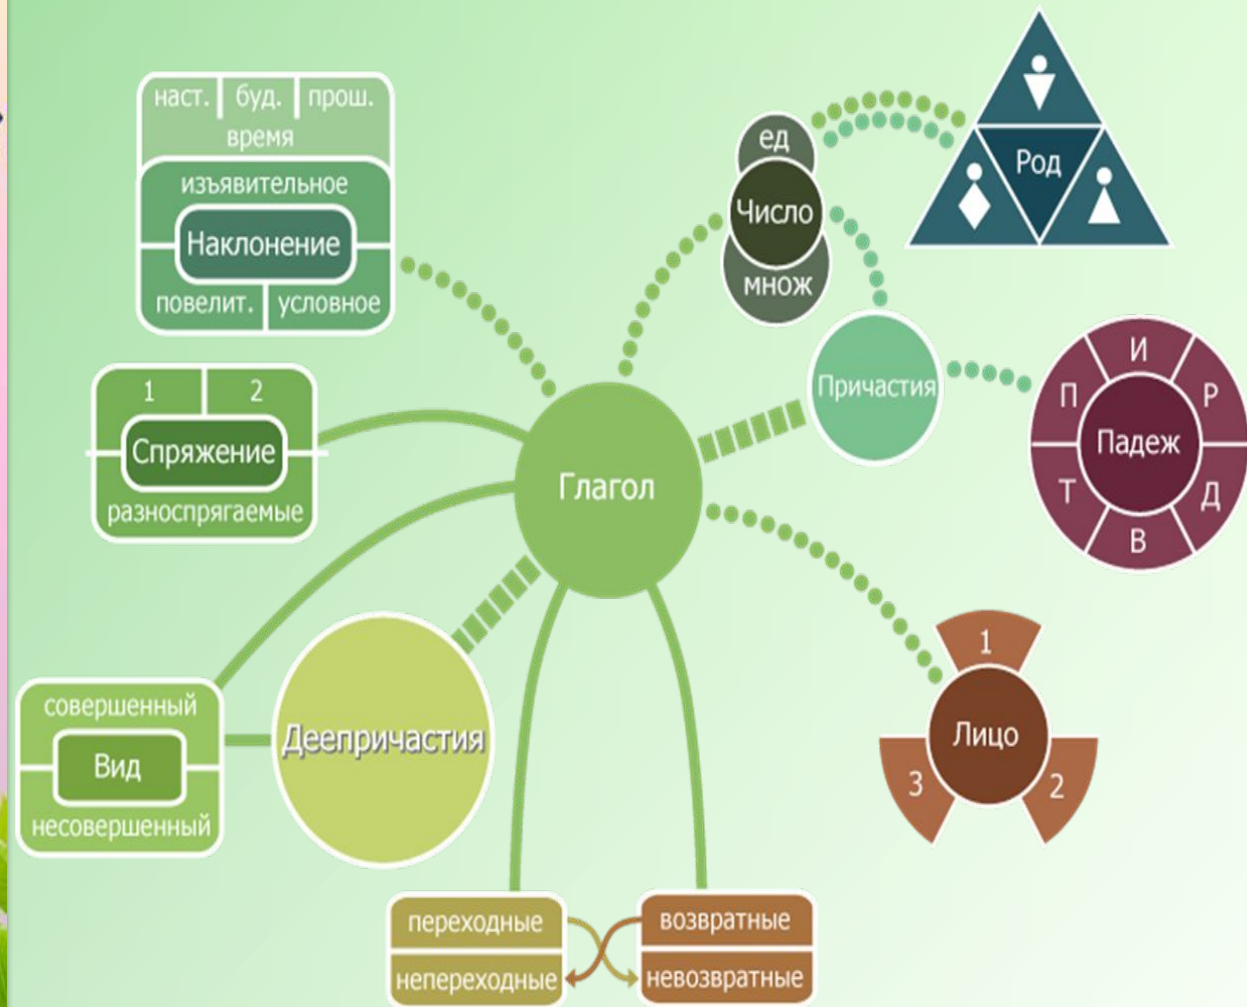 наст. буд. прош.
время
изъявительное
Наклонение
повелит. условное
1 2
Спряжение
разноспрягаемые
совершенный
Вид
несовершенный
Деепричастия
Глагол
ед
Число
множ
Род
Причастия
И
П Р
Падеж
Т Д
В
1
Лицо
3 2
переходные
непереходные
возвратные
невозвратные